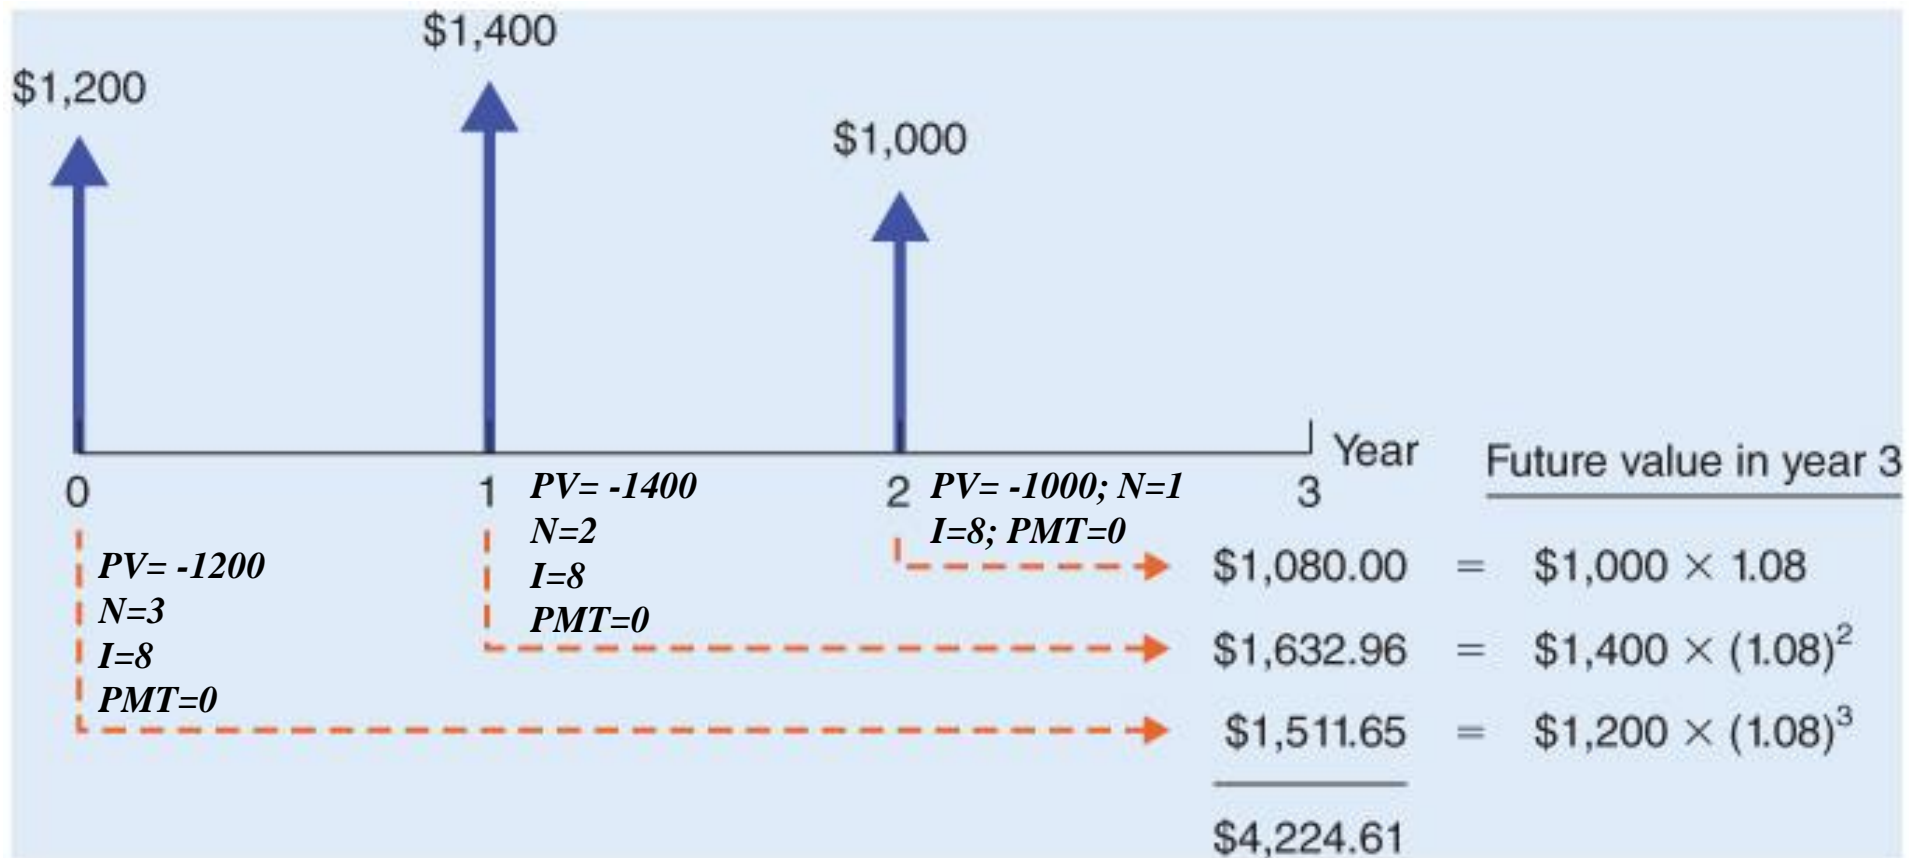 $1,400
$1,200
$1,000
Year
Future value in year 3
0
1
2
3
PV= -1400
N=2
I=8
PMT=0
PV= -1000; N=1
I=8; PMT=0
PV= -1200
N=3
I=8
PMT=0
$1,080.00 = $1,000 × 1.08
$1,632.96 = $1,400 × (1.08)²
$1,511.65 = $1,200 × (1.08)³
$4,224.61